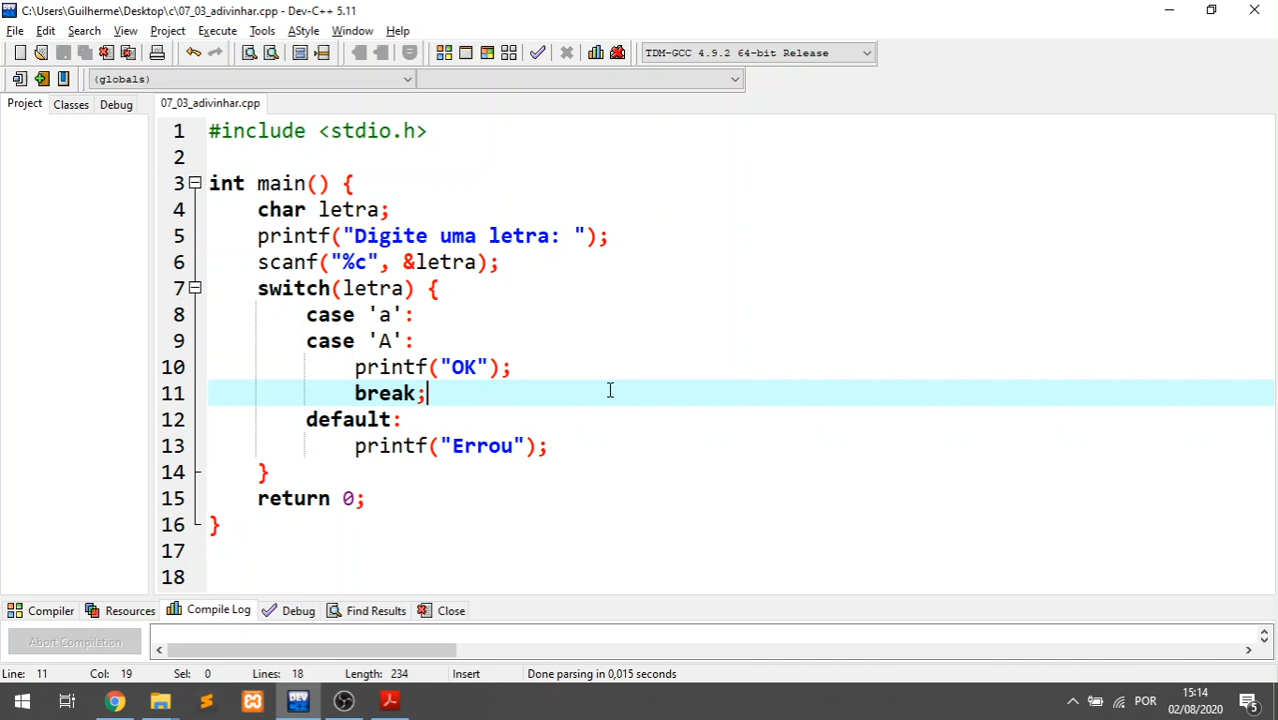 C:\Users\Guilherme\Desktop\c\07_03_adivinhar.cpp - Dev-C++ 5.11
File Edit Search View Project Execute Tools AStyle Window Help
TDM-GCC 4.9.2 64-bit Release
(globals)
Project Classes Debug 07_03_adivinhar.cpp
1 #include <stdio.h>
2
3 int main() {
4 char letra;
5 printf("Digite uma letra: ");
6 scanf("%c", &letra);
7 switch(letra) {
8 case 'a':
9 case 'A':
10 printf("OK");
11 break;
12 default:
13 printf("Errou");
14 }
15 return 0;
16 }
17
18
Compiler Resources Compile Log Debug Find Results Close
Abort Compilation
Line: 11 Col: 19 Sel: 0 Lines: 18 Length: 234 Insert Done parsing in 0,015 seconds
DEV POR 15:14
02/08/2020 5